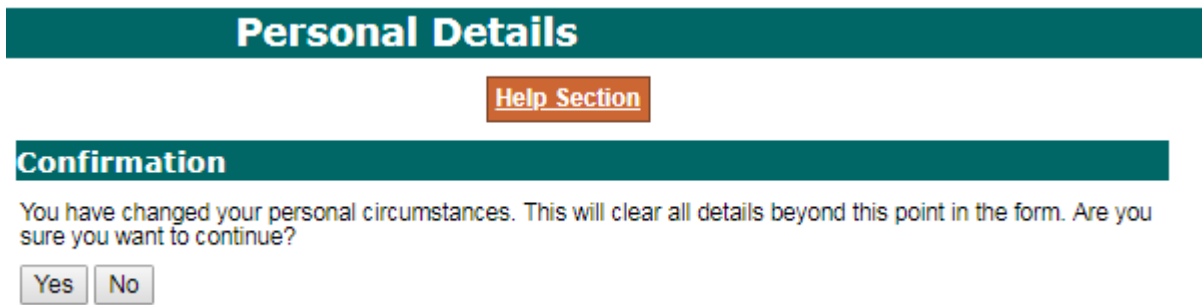 Personal Details
Help Section
Confirmation
You have changed your personal circumstances. This will clear all details beyond this point in the form. Are you
sure you want to continue?
Yes No